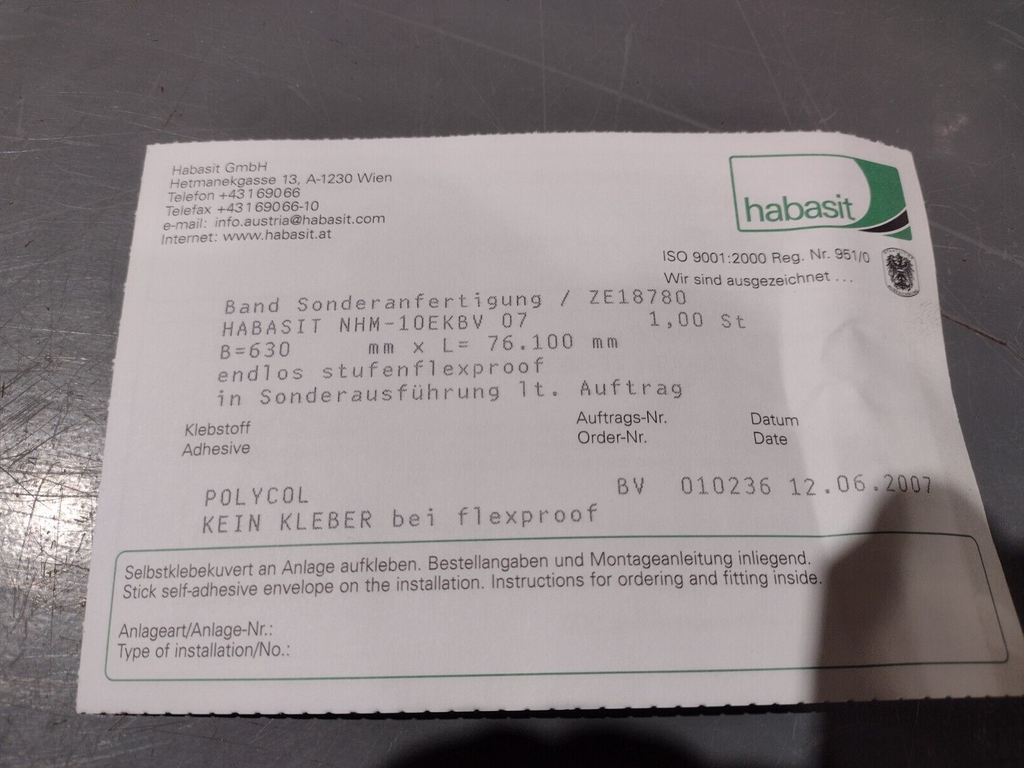 Habasit GmbH
Hetmanekgasse 13, A-1230 Wien
Telefon +43169066
Telefax +43169066-10
e-mail: info.austria@habasit.com
Internet: www.habasit.at
habasit
ISO 9001:2000 Reg. Nr. 951/0
Wir sind ausgezeichnet ...
Band Sonderanfertigung / ZE18780
HABASIT NHM-10EKBV 07 1,00 St
B=630 mm x L= 76.100 mm
endlos stufenflexproof
in Sonderausführung lt. Auftrag
Klebstoff Auftrags-Nr. Datum
Adhesive Order-Nr. Date
POLYCOL BV 010236 12.06.2007
KEIN KLEBER bei flexproof
Selbstklebekuvert an Anlage aufkleben. Bestellangaben und Montageanleitung inliegend.
Stick self-adhesive envelope on the installation. Instructions for ordering and fitting inside.
Anlageart/Anlage-Nr.:
Type of installation/No.: